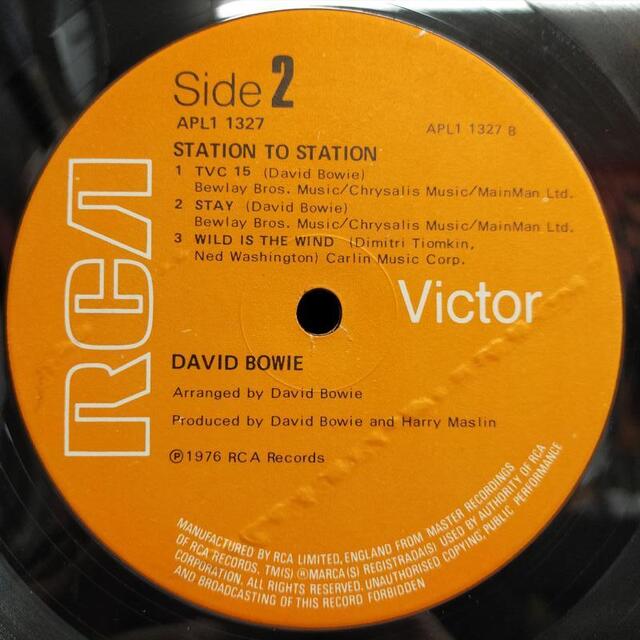 Side 2
APL1 1327
APL1 1327 B
STATION TO STATION
1 TVC 15 (David Bowie)
Bewlay Bros. Music/Chrysalis Music/MainMan Ltd.
2 STAY (David Bowie)
Bewlay Bros. Music/Chrysalis Music/MainMan Ltd.
3 WILD IS THE WIND (Dimitri Tiomkin,
Ned Washington) Carlin Music Corp.
RCA
Victor
DAVID BOWIE
Arranged by David Bowie
Produced by David Bowie and Harry Maslin
Ⓟ1976 RCA Records
MANUFACTURED BY RCA LIMITED, ENGLAND FROM MASTER RECORDINGS
OF RCA RECORDS. TM(S) ® MARCA(S) REGISTRADA(S) USED BY AUTHORITY OF RCA
CORPORATION. ALL RIGHTS RESERVED. UNAUTHORISED COPYING, PUBLIC PERFORMANCE
AND BROADCASTING OF THIS RECORD FORBIDDEN